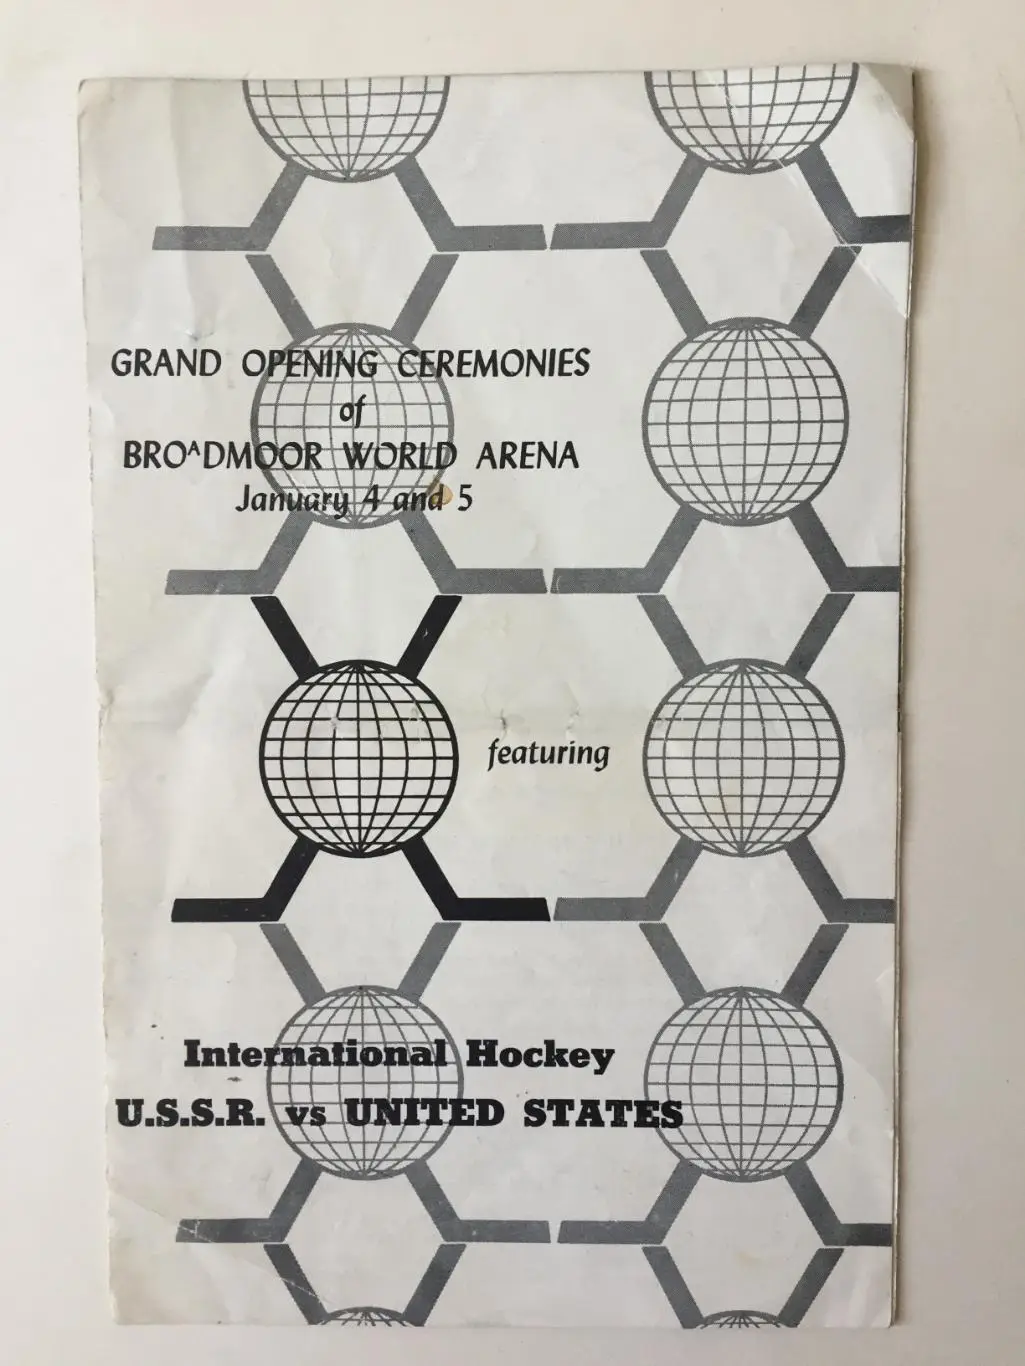 GRAND OPENING CEREMONIES
of
BROADMOOR WORLD ARENA
January 4 and 5
featuring
International Hockey
U.S.S.R. vs UNITED STATES